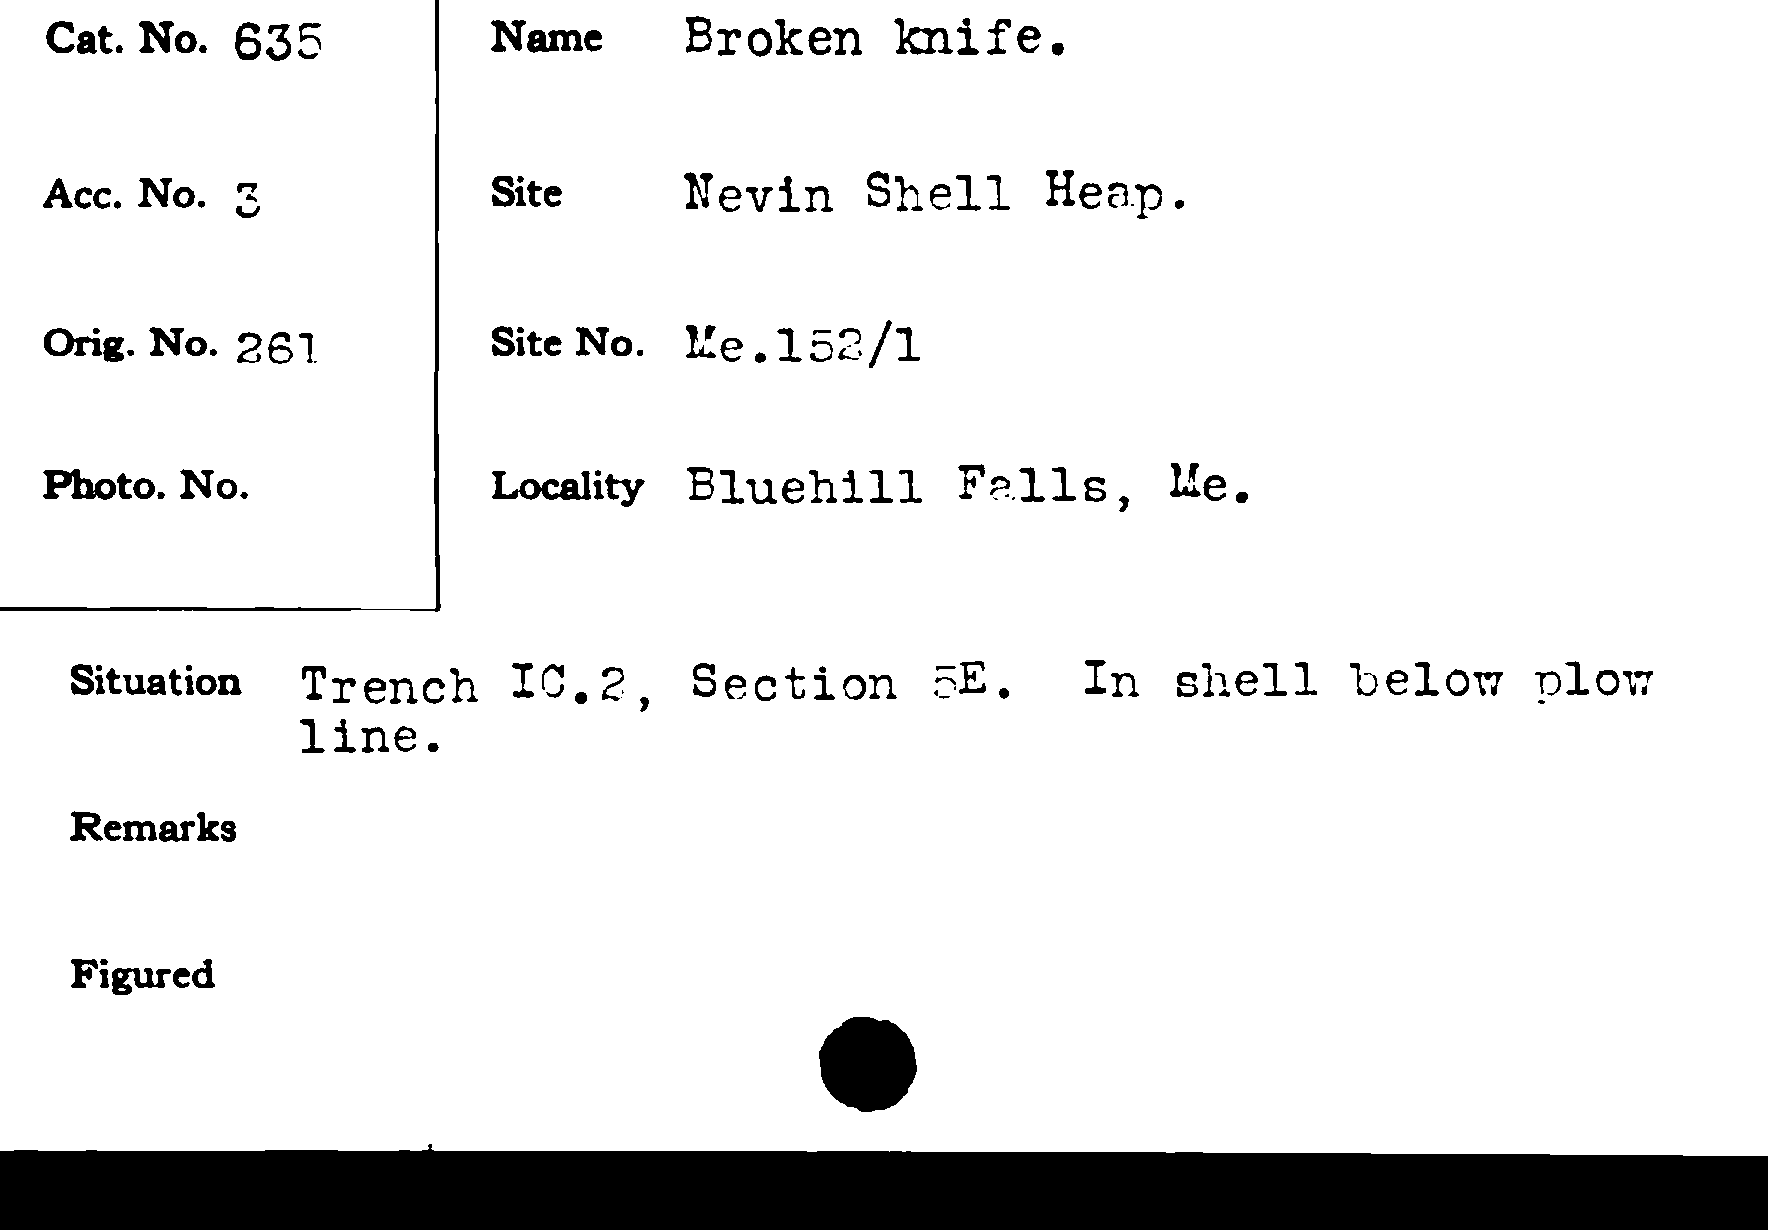 Cat. No. 635
Name Broken knife.
Acc. No. 3
Site Nevin Shell Heap.
Orig. No. 261
Site No. Me.152/1
Photo. No.
Locality Bluehill Falls, Me.
Situation Trench IC.2, Section 5E. In shell below plow
line.
Remarks
Figured